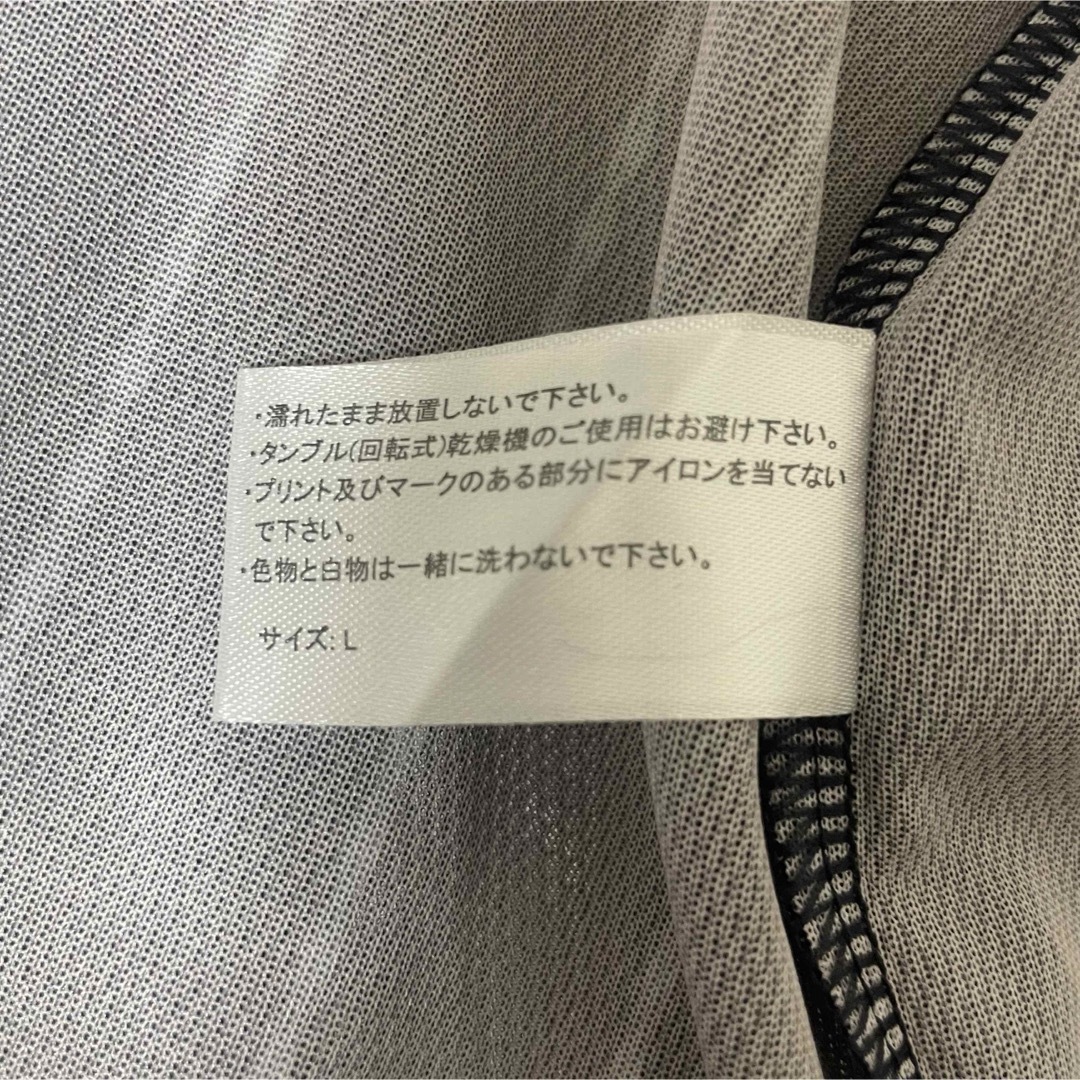 ・濡れたまま放置しないで下さい。
・タンブル(回転式)乾燥機のご使用はお避け下さい。
・プリント及びマークのある部分にアイロンを当てない
で下さい。
・色物と白物は一緒に洗わないで下さい。
サイズ: L